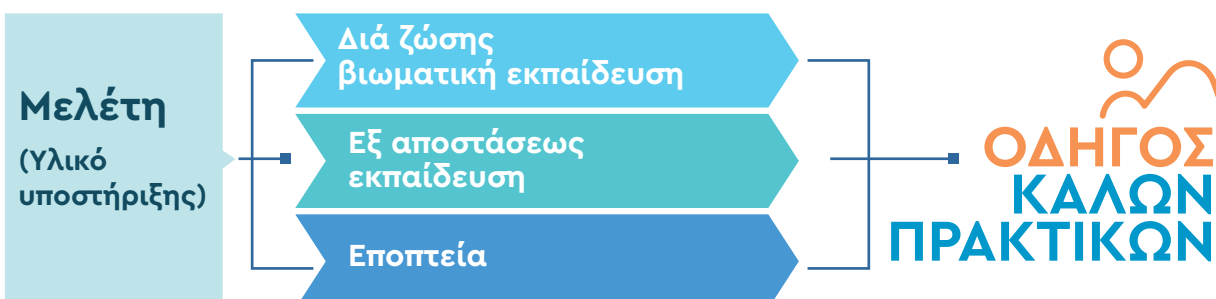 Μελέτη
(Υλικό
υποστήριξης)
Διά ζώσης
βιωματική εκπαίδευση
Εξ αποστάσεως
εκπαίδευση
Εποπτεία
ΟΔΗΓΟΣ
ΚΑΛΩΝ
ΠΡΑΚΤΙΚΩΝ